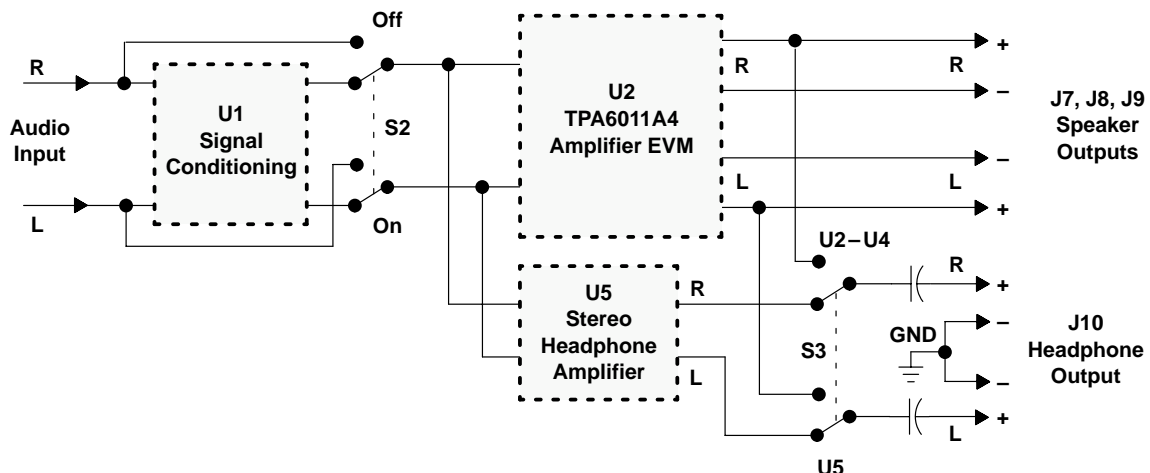 Off
R
Audio
Input
L
U1
Signal
Conditioning
S2
On
U2
TPA6011A4
Amplifier EVM
R
R
+
−
−
L
L
+
J7, J8, J9
Speaker
Outputs
U2−U4
U5
Stereo
Headphone
Amplifier
R
L
S3
R
+
GND
−
−
+
L
J10
Headphone
Output
U5